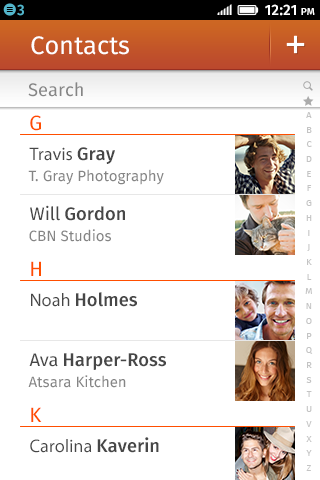 3
12:21 PM
Contacts
+
Search
G
Travis Gray
T. Gray Photography
Will Gordon
CBN Studios
H
Noah Holmes
Ava Harper-Ross
Atsara Kitchen
K
Carolina Kaverin
A
B
C
D
E
F
G
H
I
J
K
L
M
N
O
P
Q
R
S
T
U
V
X
Y
Z